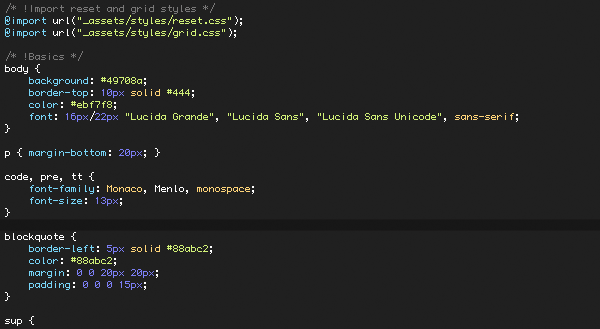 /* !Import reset and grid styles */
@import url("_assets/styles/reset.css");
@import url("_assets/styles/grid.css");

/* !Basics */
body {
    background: #49708a;
    border-top: 10px solid #444;
    color: #ebf7f8;
    font: 16px/22px "Lucida Grande", "Lucida Sans", "Lucida Sans Unicode", sans-serif;
}

p { margin-bottom: 20px; }

code, pre, tt {
    font-family: Monaco, Menlo, monospace;
    font-size: 13px;
}

blockquote {
    border-left: 5px solid #88abc2;
    color: #88abc2;
    margin: 0 0 20px 20px;
    padding: 0 0 0 15px;
}

sup {